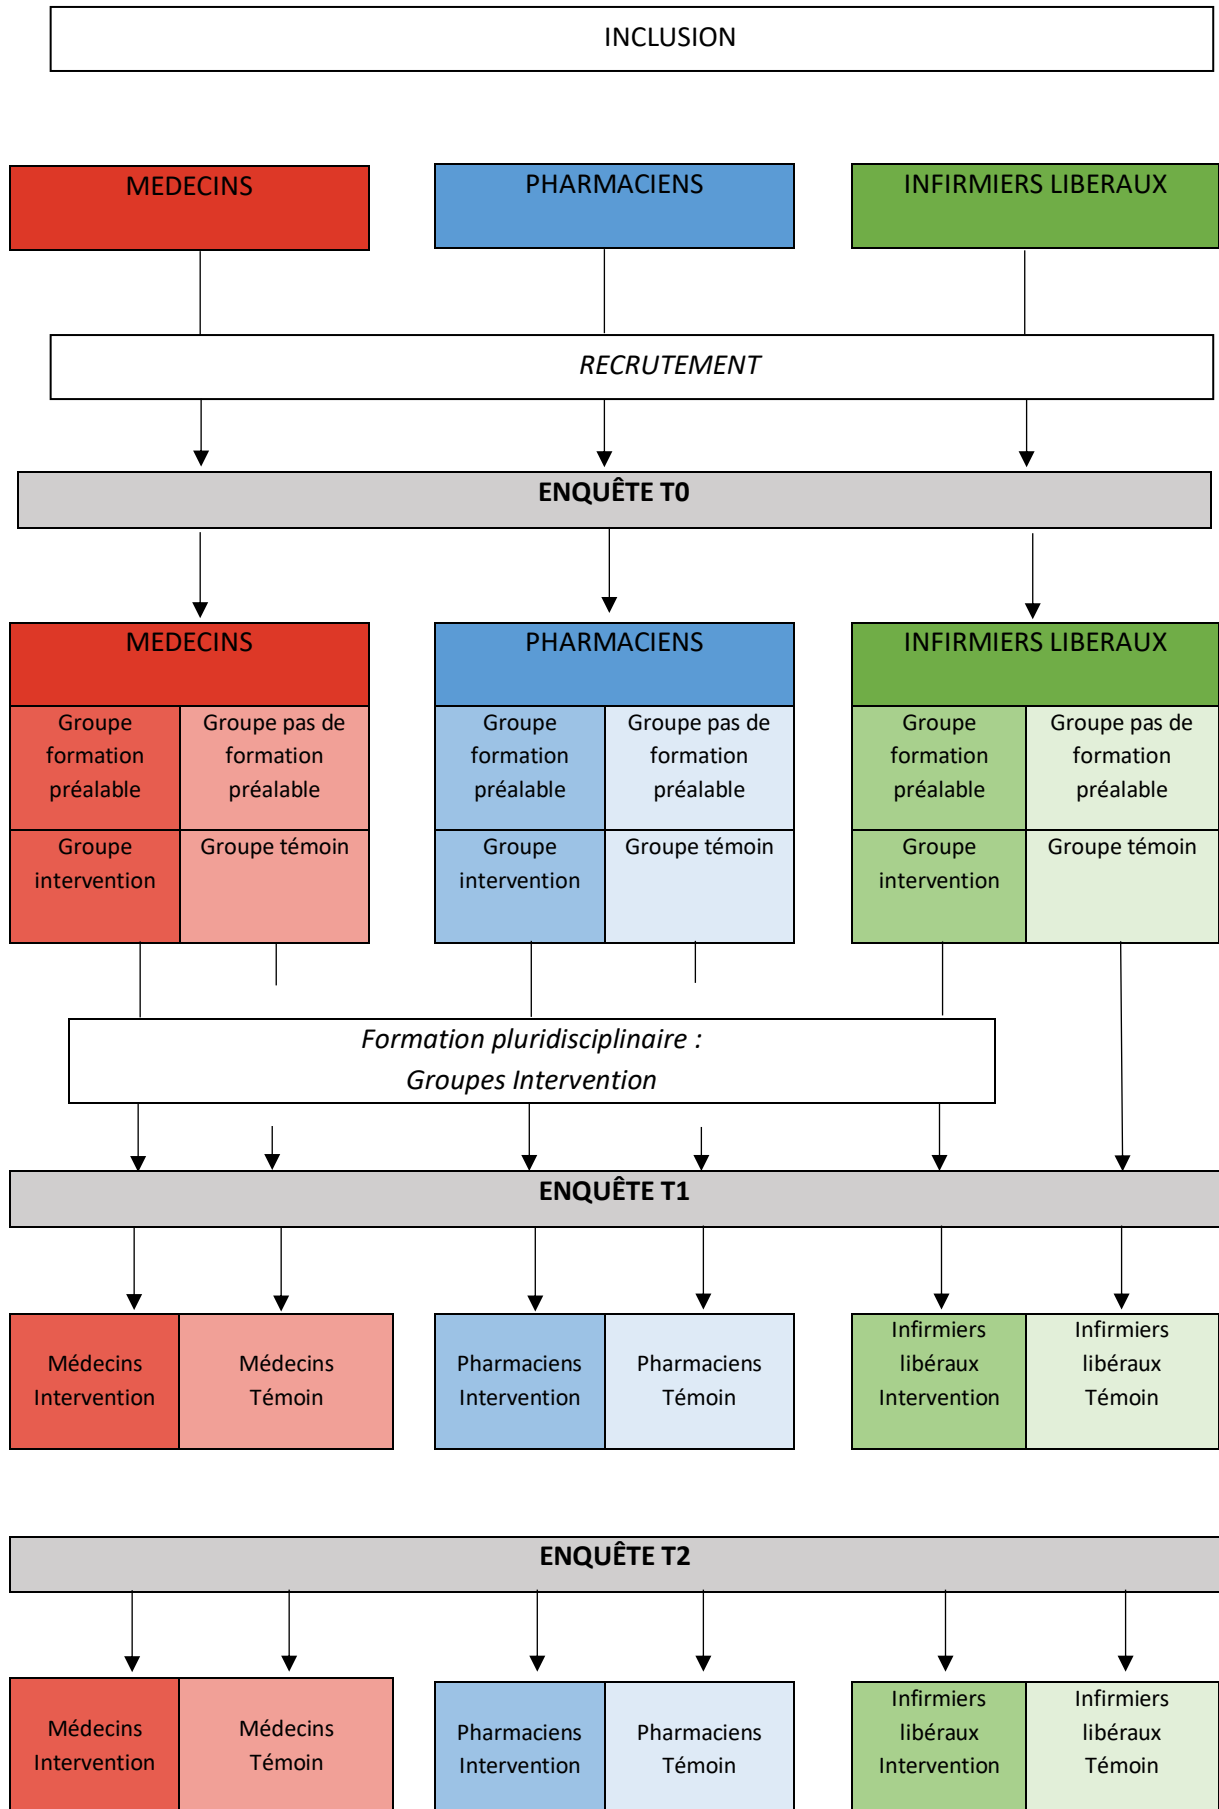 INCLUSION
MEDECINS
PHARMACIENS
INFIRMIERS LIBERAUX
RECRUTEMENT
ENQUÊTE T0
MEDECINS
PHARMACIENS
INFIRMIERS LIBERAUX
Groupe
formation
préalable
Groupe pas de
formation
préalable
Groupe
formation
préalable
Groupe pas de
formation
préalable
Groupe
formation
préalable
Groupe pas de
formation
préalable
Groupe
intervention
Groupe témoin
Groupe
intervention
Groupe témoin
Groupe
intervention
Groupe témoin
Formation pluridisciplinaire :
Groupes Intervention
ENQUÊTE T1
Médecins
Intervention
Médecins
Témoin
Pharmaciens
Intervention
Pharmaciens
Témoin
Infirmiers
libéraux
Intervention
Infirmiers
libéraux
Témoin
ENQUÊTE T2
Médecins
Intervention
Médecins
Témoin
Pharmaciens
Intervention
Pharmaciens
Témoin
Infirmiers
libéraux
Intervention
Infirmiers
libéraux
Témoin